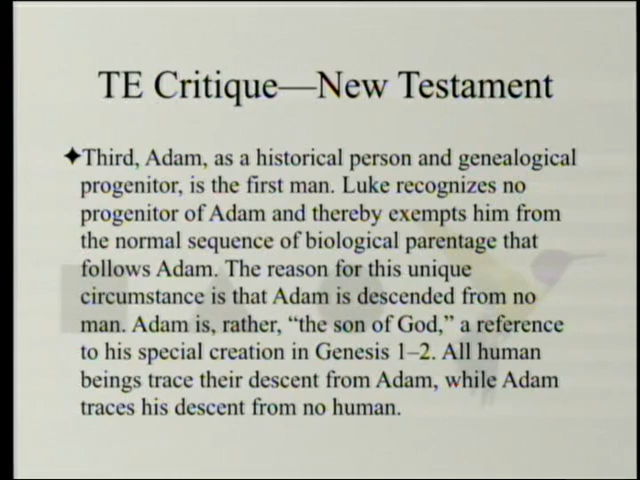 TE Critique—New Testament
✦Third, Adam, as a historical person and genealogical
progenitor, is the first man. Luke recognizes no
progenitor of Adam and thereby exempts him from
the normal sequence of biological parentage that
follows Adam. The reason for this unique
circumstance is that Adam is descended from no
man. Adam is, rather, “the son of God,” a reference
to his special creation in Genesis 1–2. All human
beings trace their descent from Adam, while Adam
traces his descent from no human.